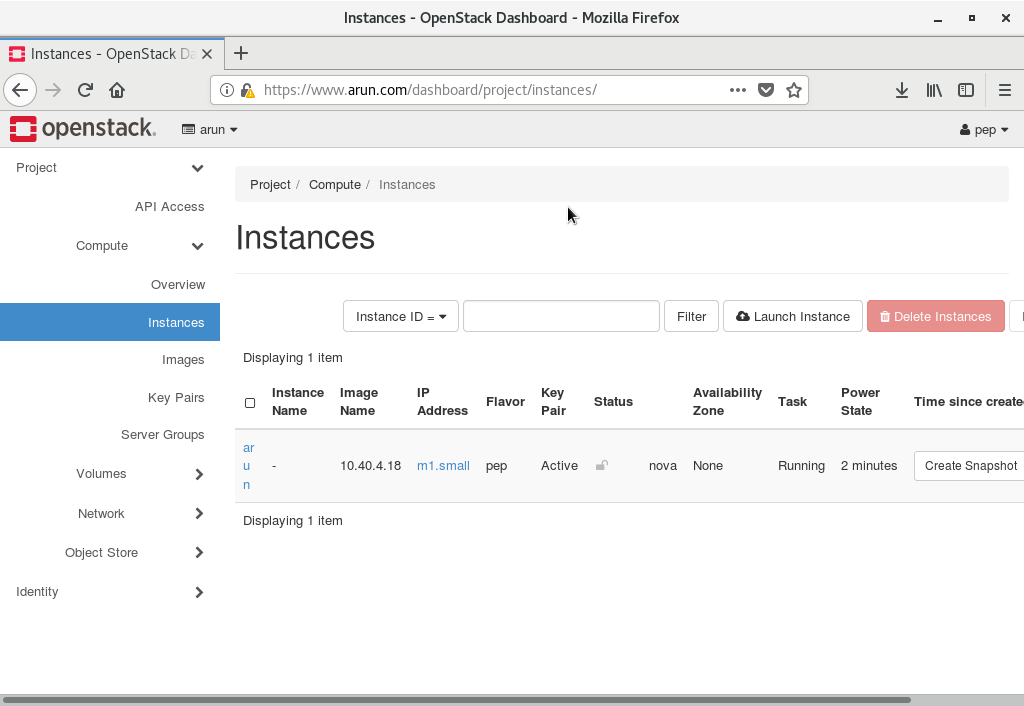 Instances - OpenStack Dashboard - Mozilla Firefox
Instances - OpenStack Da
https://www.arun.com/dashboard/project/instances/
openstack. arun pep
Project
API Access
Compute
Overview
Instances
Images
Key Pairs
Server Groups
Volumes
Network
Object Store
Identity
Project / Compute / Instances
Instances
Instance ID = Filter Launch Instance Delete Instances
Displaying 1 item
Instance Name Image Name IP Address Flavor Key Pair Status Availability Zone Task Power State Time since create
arun - 10.40.4.18 m1.small pep Active nova None Running 2 minutes Create Snapshot
Displaying 1 item